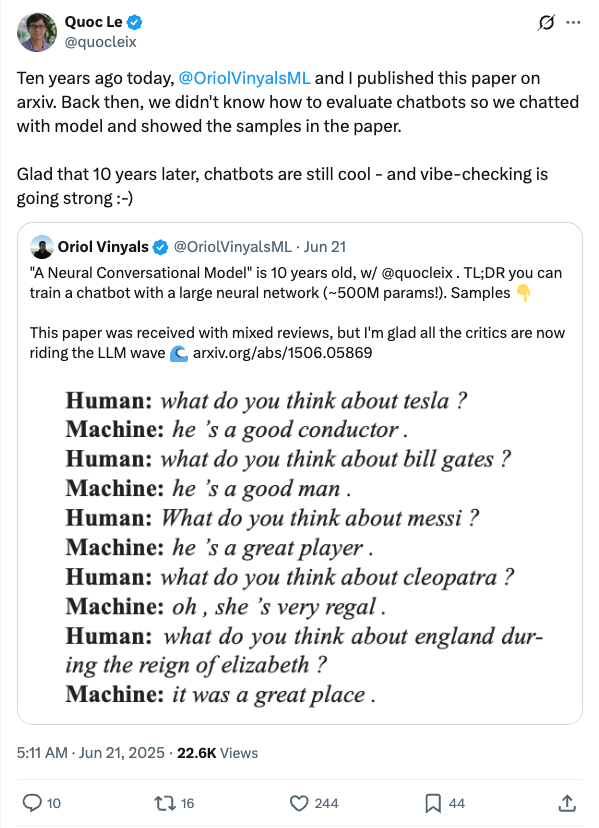 Quoc Le
@quocleix
Ten years ago today, @OriolVinyalsML and I published this paper on
arxiv. Back then, we didn't know how to evaluate chatbots so we chatted
with model and showed the samples in the paper.
Glad that 10 years later, chatbots are still cool - and vibe-checking is
going strong :-)
Oriol Vinyals @OriolVinyalsML · Jun 21
"A Neural Conversational Model" is 10 years old, w/ @quocleix . TL;DR you can
train a chatbot with a large neural network (~500M params!). Samples 👇
This paper was received with mixed reviews, but I'm glad all the critics are now
riding the LLM wave 🌊 arxiv.org/abs/1506.05869
Human: what do you think about tesla ?
Machine: he 's a good conductor .
Human: what do you think about bill gates ?
Machine: he 's a good man .
Human: What do you think about messi ?
Machine: he 's a great player .
Human: what do you think about cleopatra ?
Machine: oh , she 's very regal .
Human: what do you think about england dur-
ing the reign of elizabeth ?
Machine: it was a great place .
5:11 AM · Jun 21, 2025 · 22.6K Views
10 16 244 44